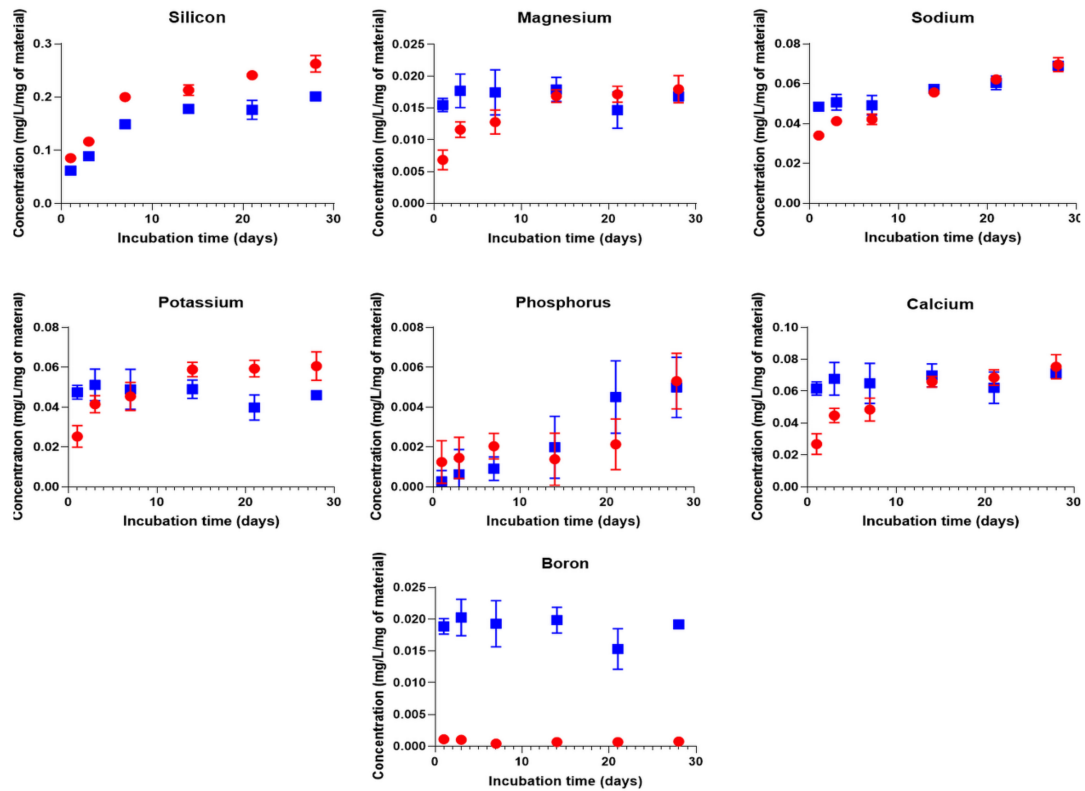 Silicon
Concentration (mg/L/mg of material)
0.3
0.2
0.1
0.0
0 10 20 30
Incubation time (days)
Magnesium
Concentration (mg/L/mg of material)
0.025
0.020
0.015
0.010
0.005
0.000
0 10 20 30
Incubation time (days)
Sodium
Concentration (mg/L/mg of material)
0.08
0.06
0.04
0.02
0.00
0 10 20 30
Incubation time (days)
Potassium
Concentration (mg/L/mg of material)
0.08
0.06
0.04
0.02
0.00
0 10 20 30
Incubation time (days)
Phosphorus
Concentration (mg/L/mg of material)
0.008
0.006
0.004
0.002
0.000
0 10 20 30
Incubation time (days)
Calcium
Concentration (mg/L/mg of material)
0.10
0.08
0.06
0.04
0.02
0.00
0 10 20 30
Incubation time (days)
Boron
Concentration (mg/L/mg of material)
0.025
0.020
0.015
0.010
0.005
0.000
0 10 20 30
Incubation time (days)